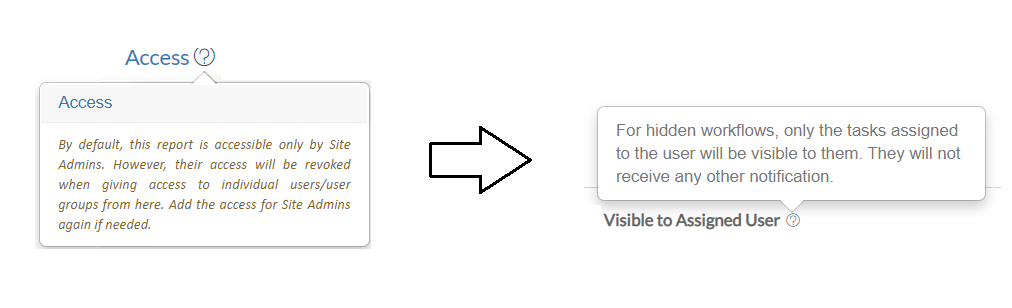 Access ?
Access
By default, this report is accessible only by Site
Admins. However, their access will be revoked
when giving access to individual users/user
groups from here. Add the access for Site Admins
again if needed.
For hidden workflows, only the tasks assigned
to the user will be visible to them. They will not
receive any other notification.
Visible to Assigned User ?